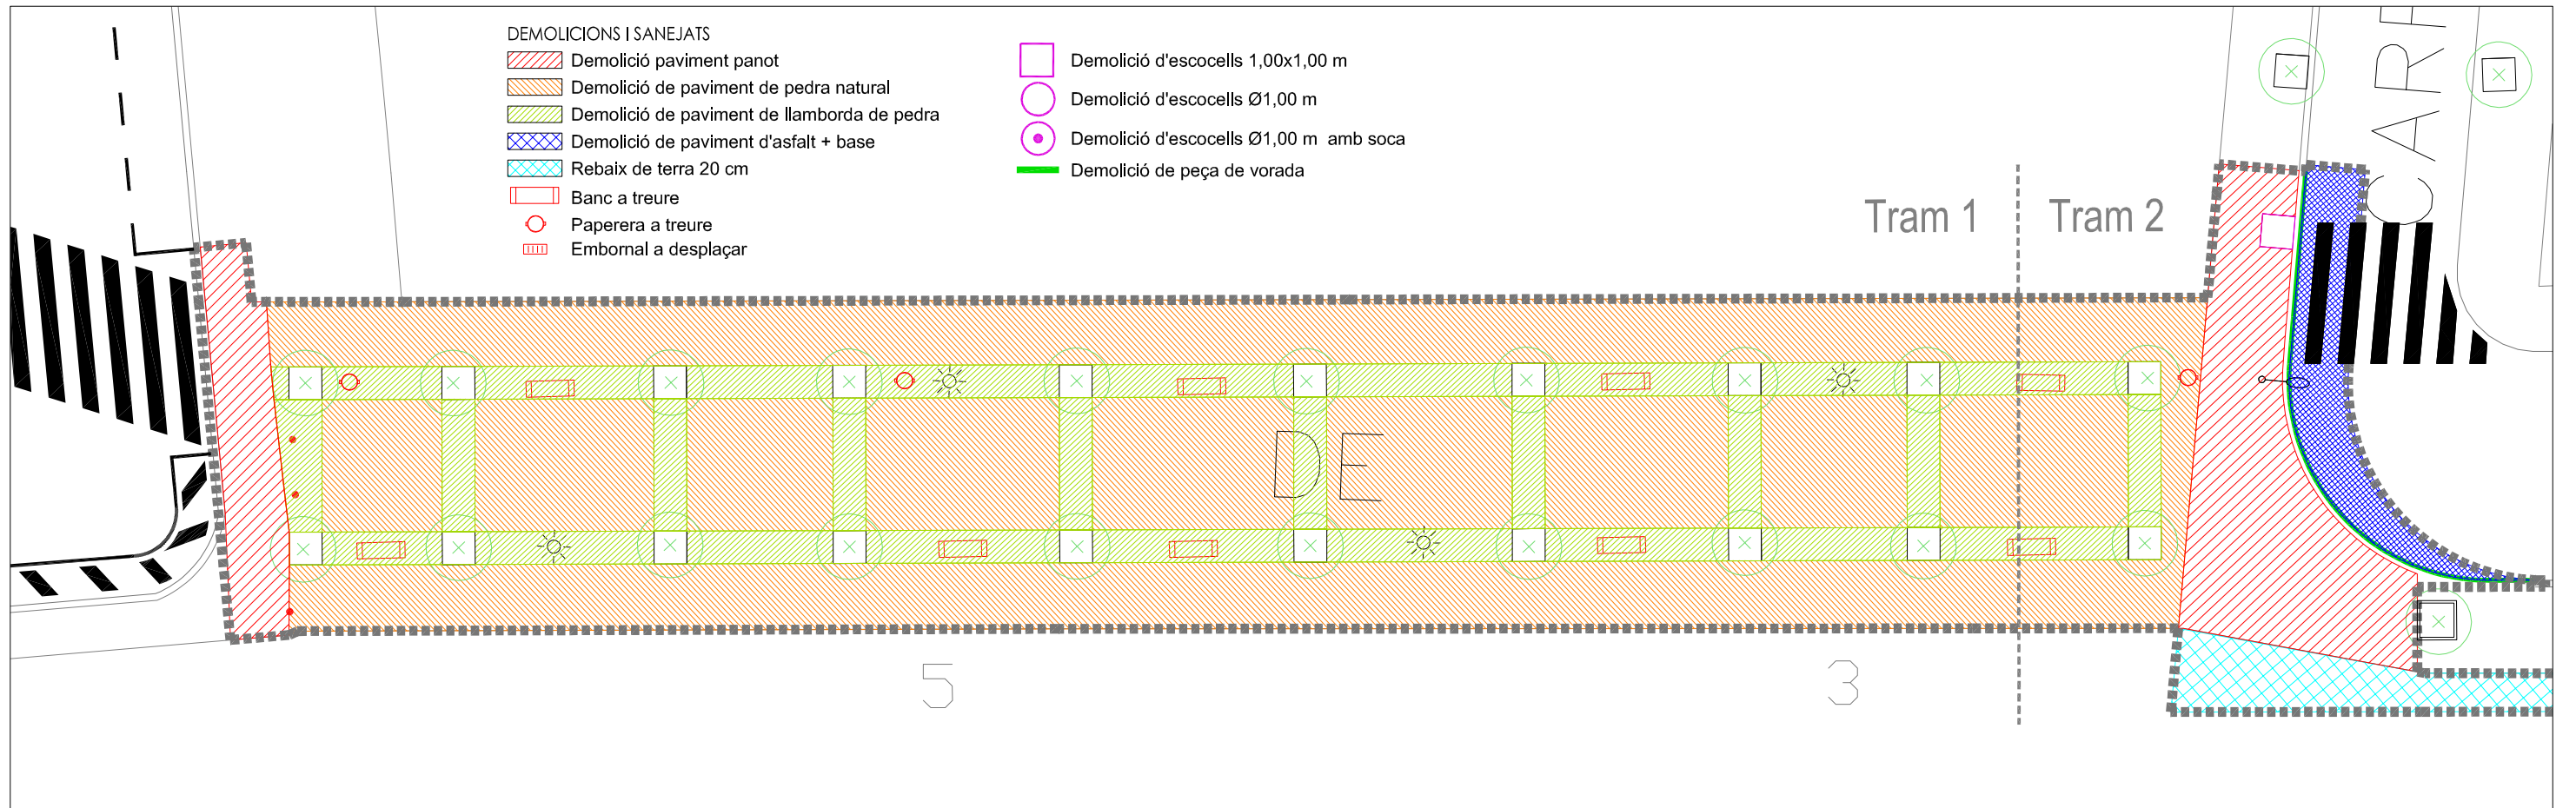 DEMOLICIONS I SANEJATS
Demolició paviment panot
Demolició de paviment de pedra natural
Demolició de paviment de llamborda de pedra
Demolició de paviment d'asfalt + base
Rebaix de terra 20 cm
Banc a treure
Paperera a treure
Embornal a desplaçar
Demolició d'escocells 1,00x1,00 m
Demolició d'escocells Ø1,00 m
Demolició d'escocells Ø1,00 m amb soca
Demolició de peça de vorada
Tram 1
Tram 2
DE
5
3